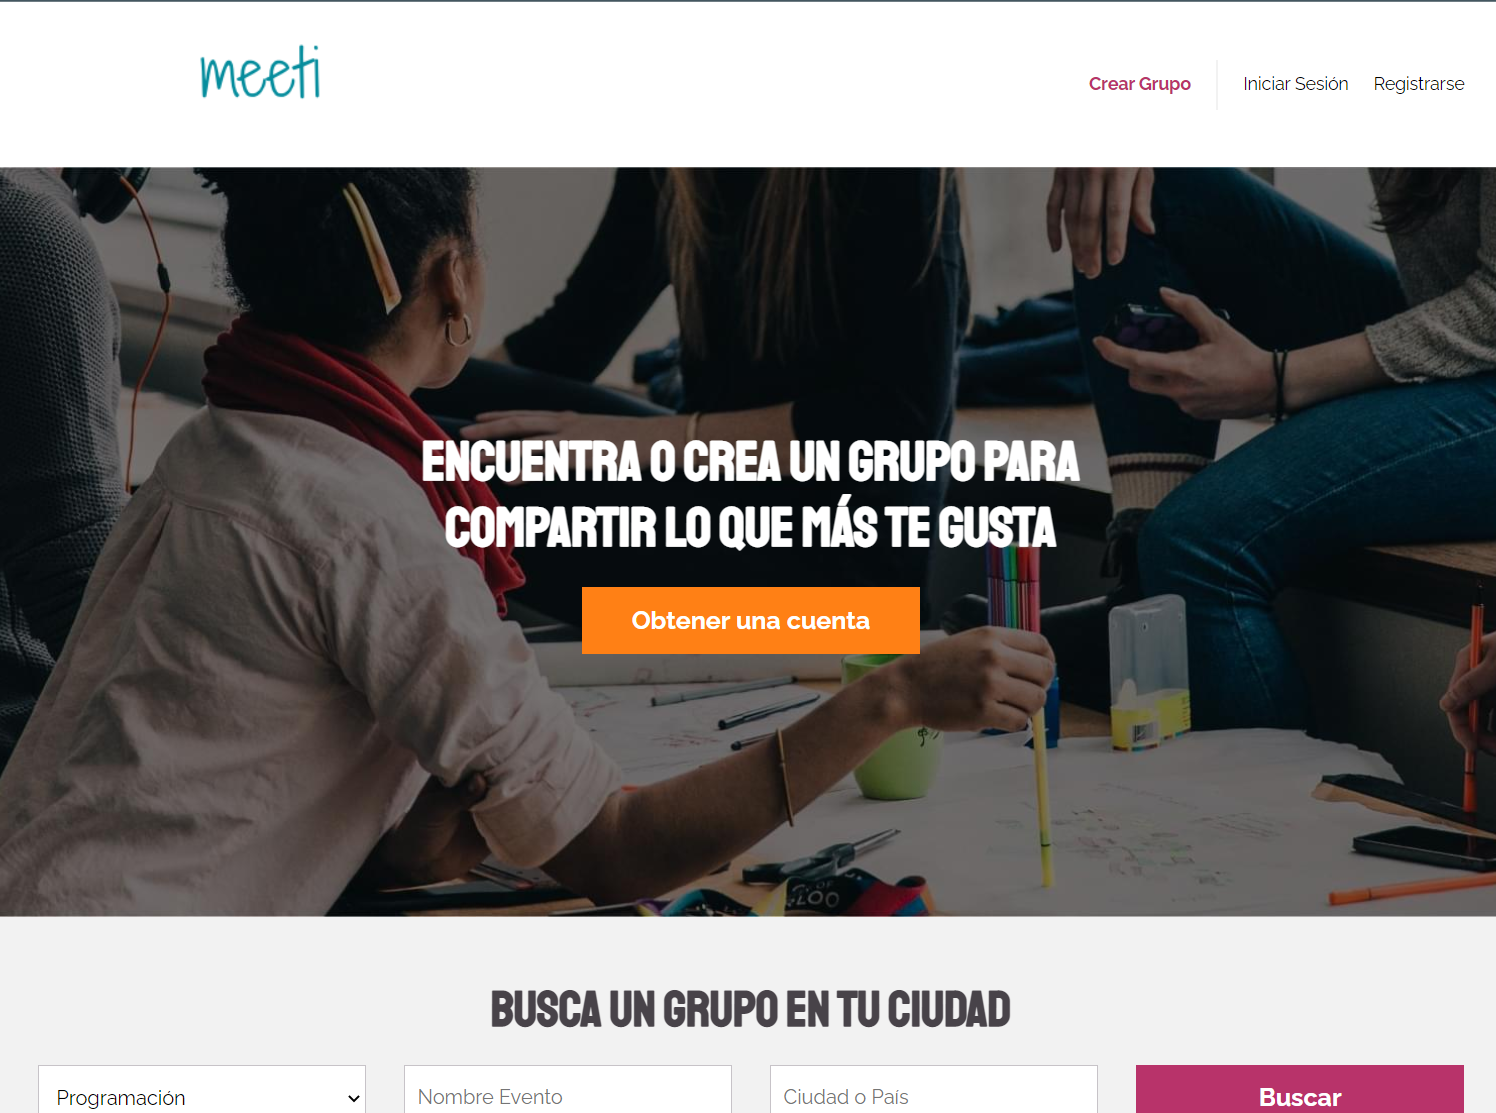 meeti
Crear Grupo
Iniciar Sesión
Registrarse
ENCUENTRA O CREA UN GRUPO PARA
COMPARTIR LO QUE MÁS TE GUSTA
Obtener una cuenta
BUSCA UN GRUPO EN TU CIUDAD
Programación
Nombre Evento
Ciudad o País
Buscar